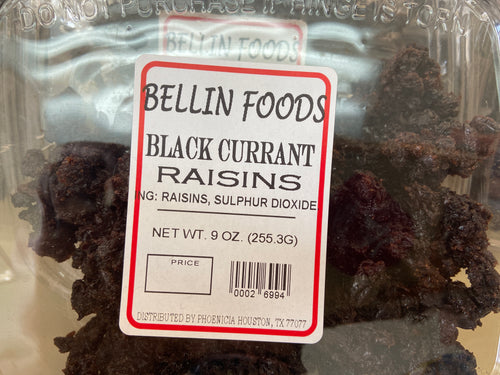 DO NOT PURCHASE IF HINGE IS TORN
BELLIN FOODS
BELLIN FOODS
BLACK CURRANT
RAISINS
ING: RAISINS, SULPHUR DIOXIDE
NET WT. 9 OZ. (255.3G)
PRICE
0002 6994
DISTRIBUTED BY PHOENICIA HOUSTON, TX 77077